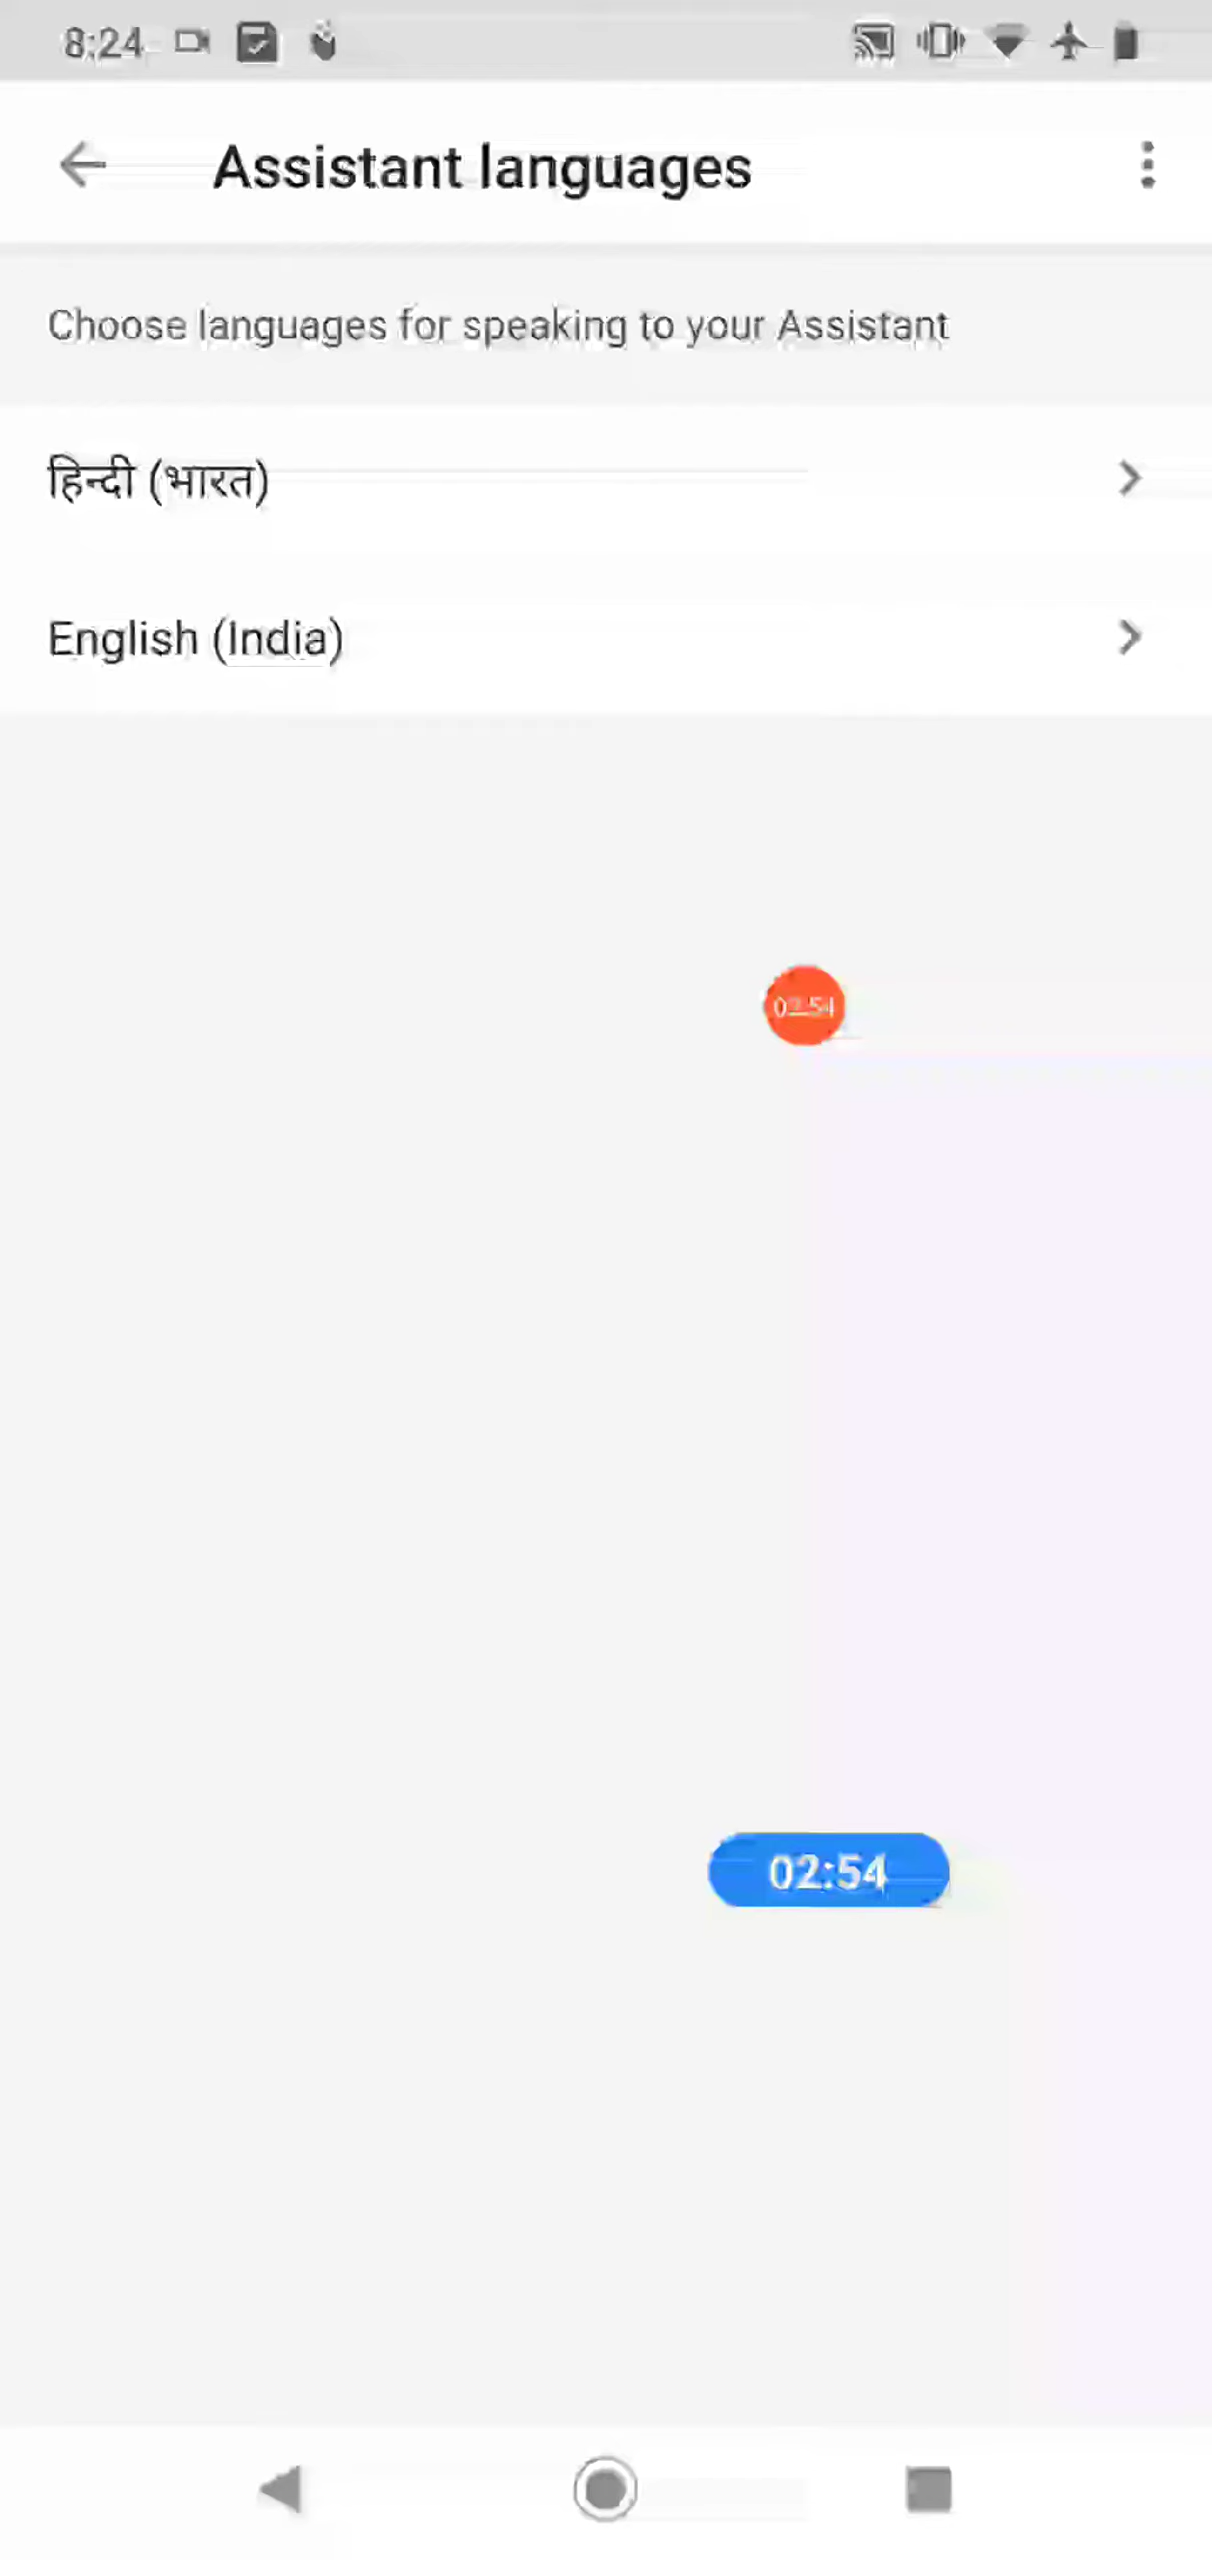 8:24
Assistant languages
Choose languages for speaking to your Assistant
हिन्दी (भारत)
English (India)
02:54
02:54